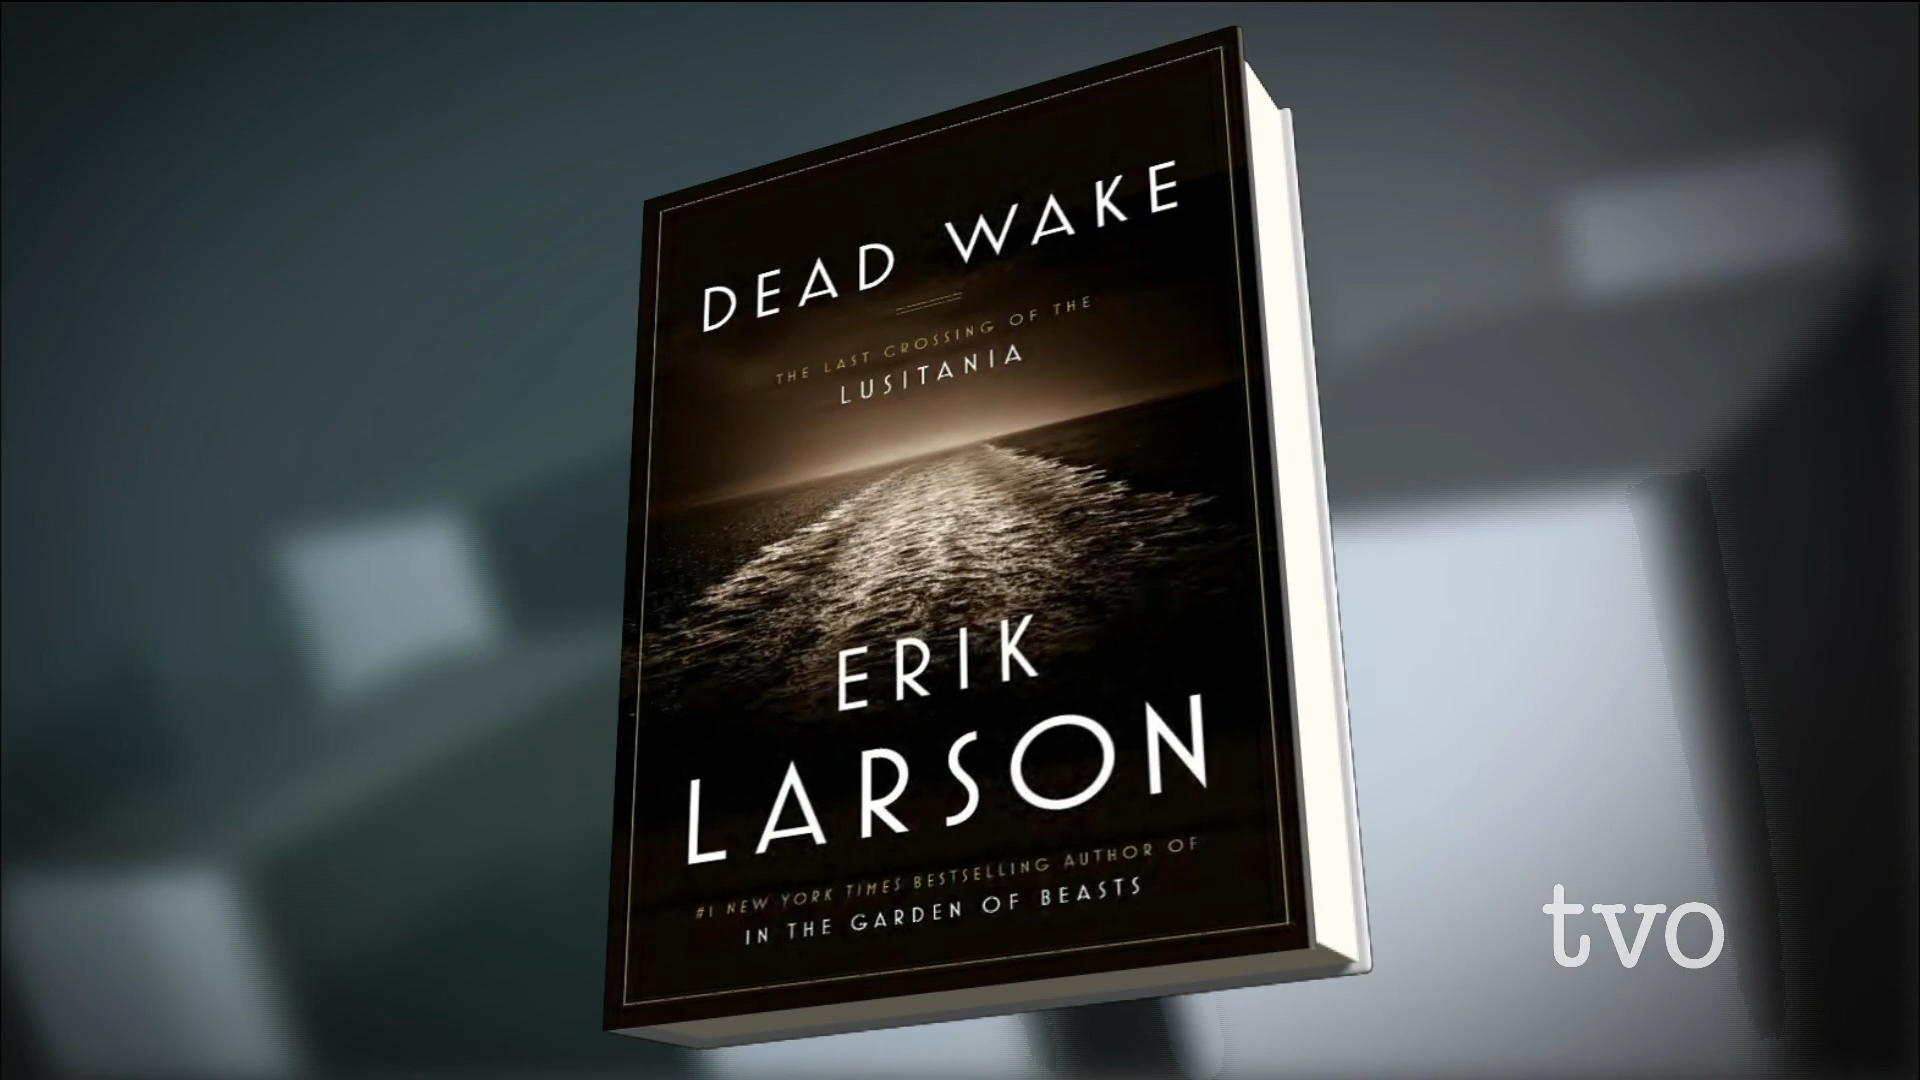 DEAD WAKE
THE LAST CROSSING OF THE
LUSITANIA
ERIK
LARSON
#1 NEW YORK TIMES BESTSELLING AUTHOR OF
IN THE GARDEN OF BEASTS
tvo